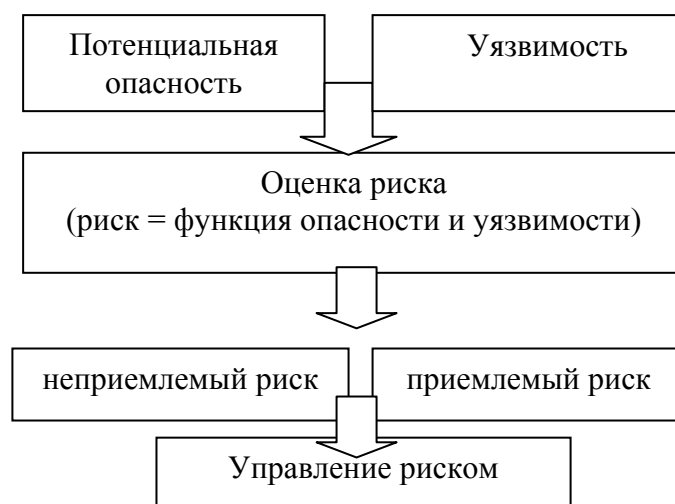 Потенциальная
опасность
Уязвимость
Оценка риска
(риск = функция опасности и уязвимости)
неприемлемый риск
приемлемый риск
Управление риском